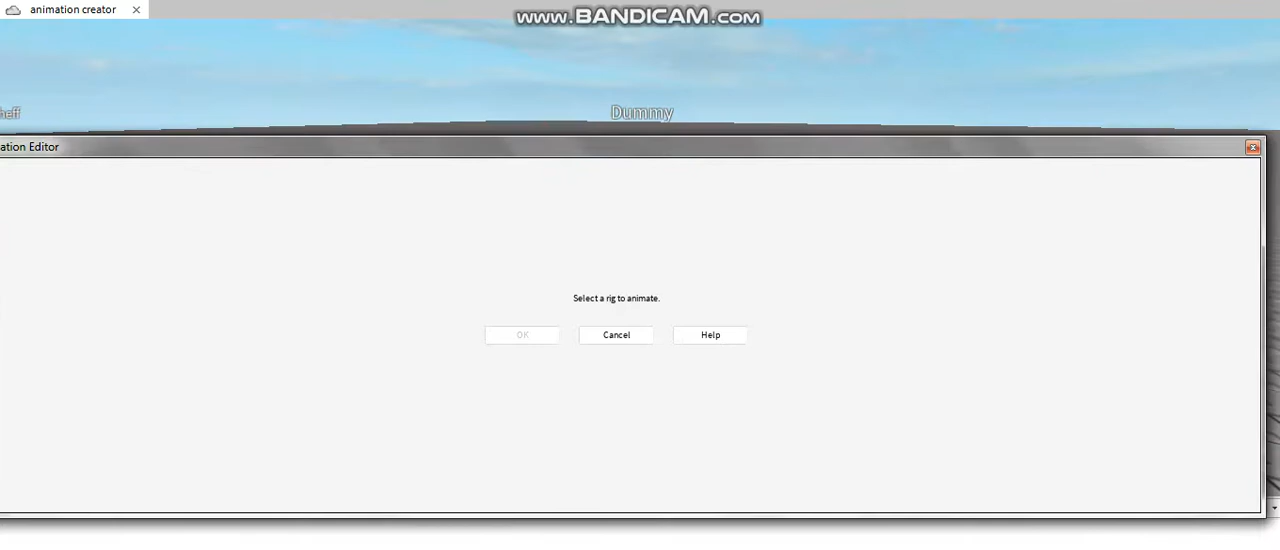 animation creator
www.BANDICAM.com
heff
Dummy
ation Editor
Select a rig to animate.
OK
Cancel
Help